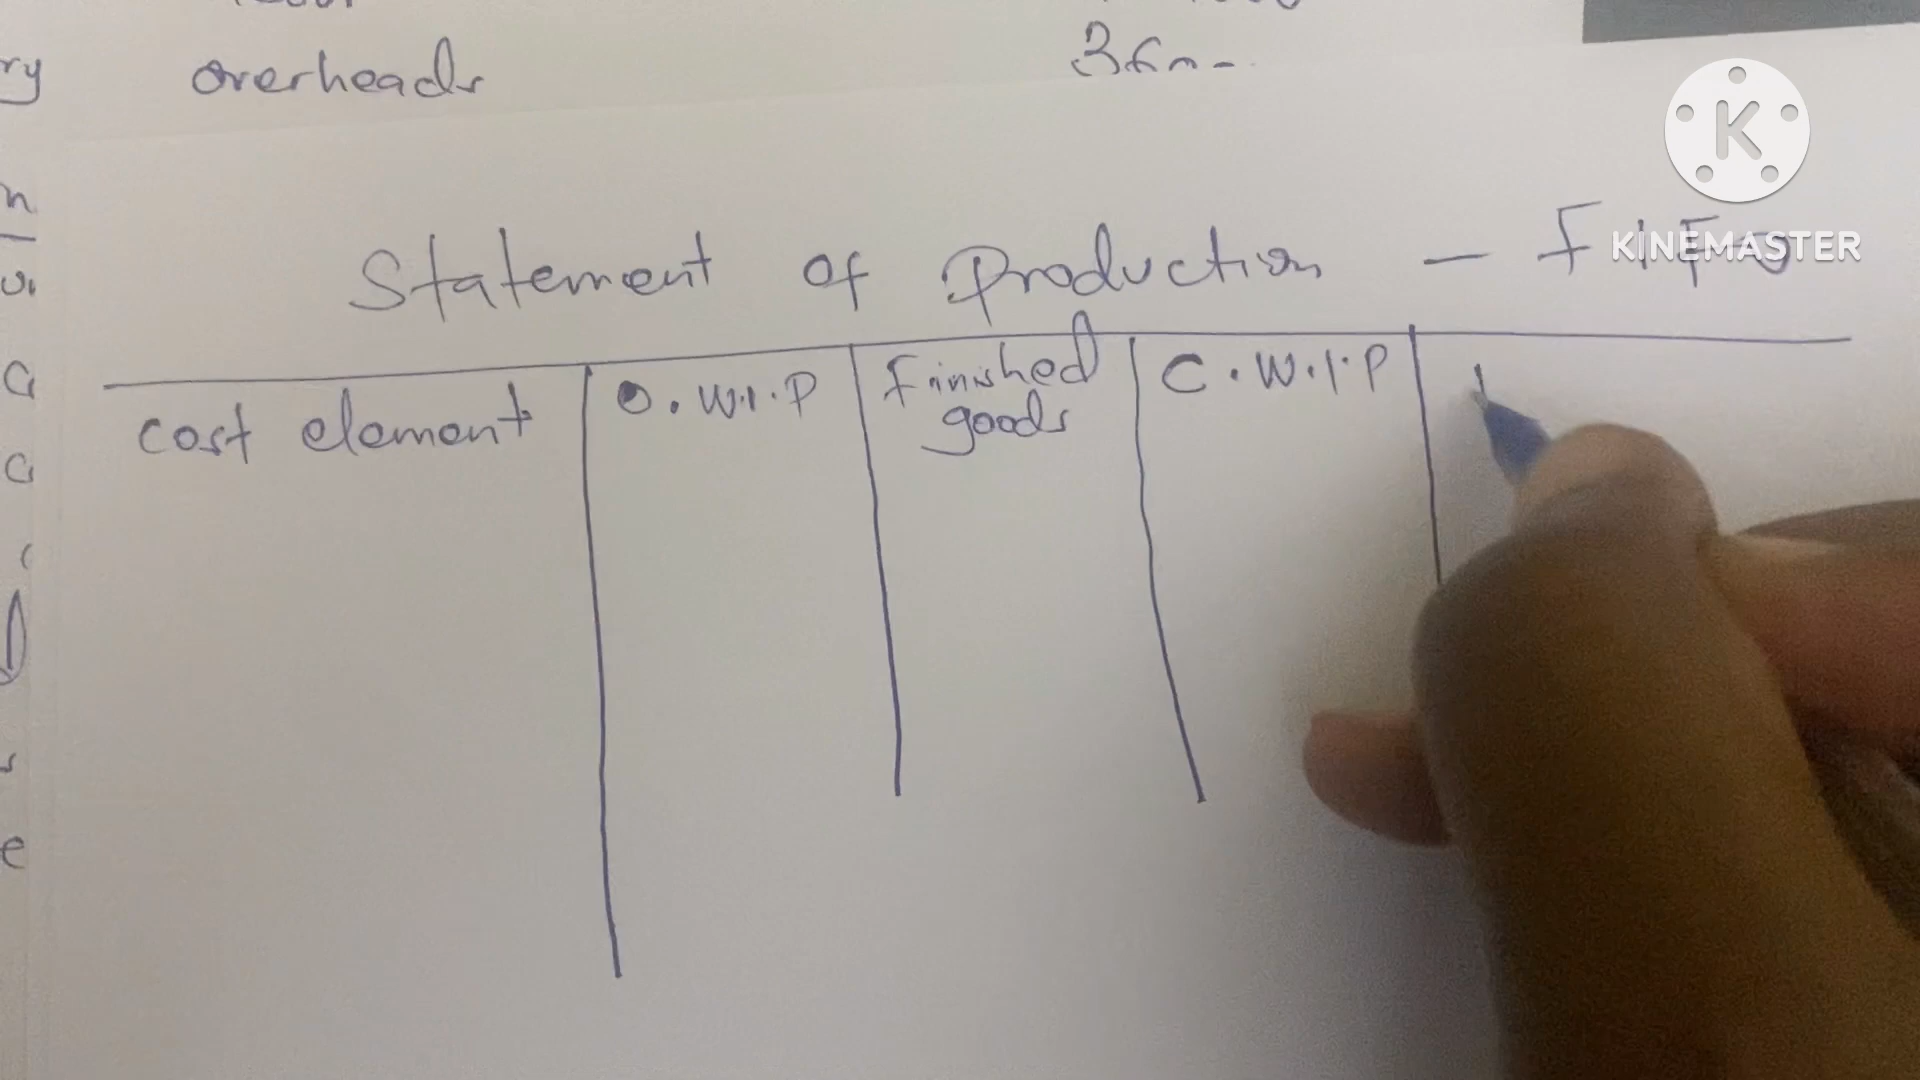 overheads
Statement of Production - FIFO
KINEMASTER
cost element O.W.I.P Finished goods C.W.I.P